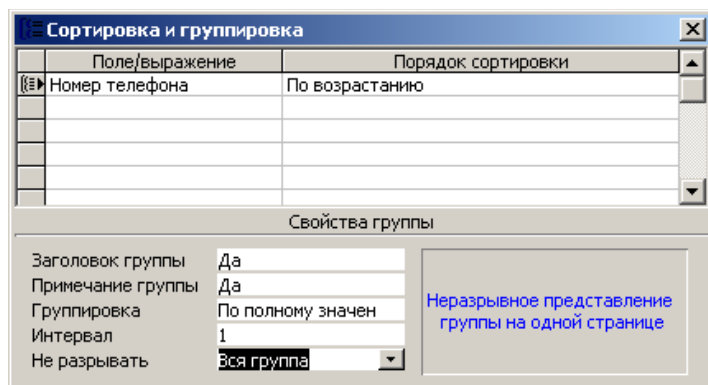 Сортировка и группировка
Поле/выражение Порядок сортировки
Номер телефона По возрастанию
Свойства группы
Заголовок группы Да
Примечание группы Да
Группировка По полному значен
Интервал 1
Не разрывать Вся группа
Неразрывное представление
группы на одной странице